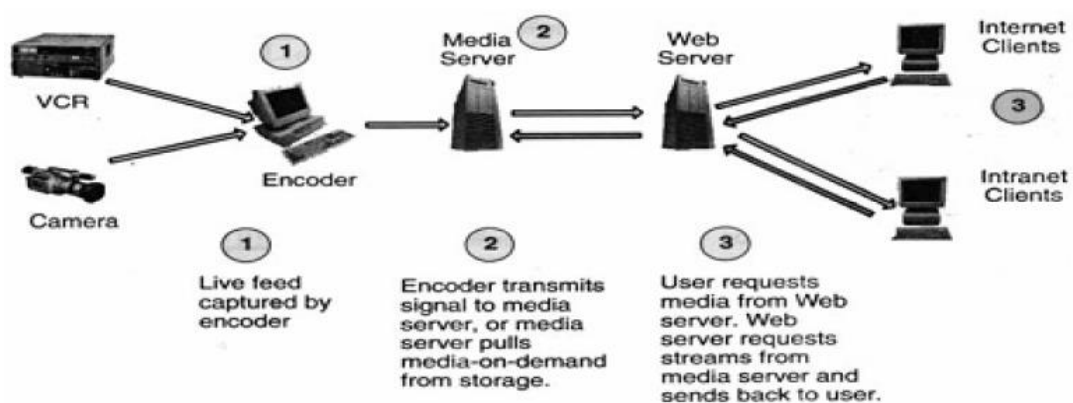 1
Media
Server
2
Web
Server
Internet
Clients
VCR
3
Encoder
Intranet
Clients
Camera
1
2
3
Live feed
captured by
encoder
Encoder transmits
signal to media
server, or media
server pulls
media-on-demand
from storage.
User requests
media from Web
server. Web
server requests
streams from
media server and
sends back to user.